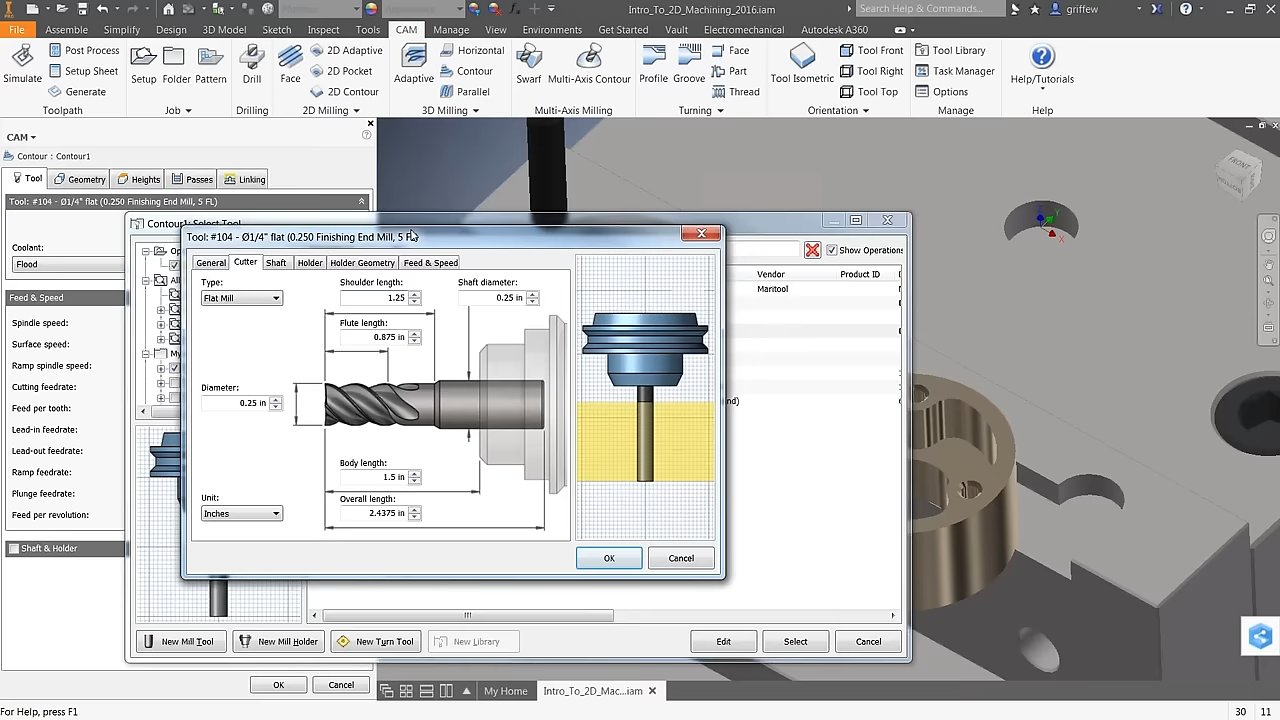 PRO
Intro_To_2D_Machining_2016.iam
Search Help & Commands...
griffew
File
Assemble
Simplify
Design
3D Model
Sketch
Inspect
Tools
CAM
Manage
View
Environments
Get Started
Vault
Electromechanical
Autodesk A360
Simulate
Post Process
Setup Sheet
Generate
Toolpath
Setup
Folder
Pattern
Job
Drill
Drilling
Face
2D Adaptive
2D Pocket
2D Contour
2D Milling
Adaptive
Horizontal
Contour
Parallel
3D Milling
Swarf
Multi-Axis Contour
Multi-Axis Milling
Profile
Groove
Face
Part
Thread
Turning
Tool Isometric
Tool Front
Tool Right
Tool Top
Orientation
Tool Library
Task Manager
Options
Manage
Help/Tutorials
Help
CAM
Contour : Contour1
Tool
Geometry
Heights
Passes
Linking
Tool: #104 - Ø1/4" flat (0.250 Finishing End Mill, 5 FL)
Coolant:
Flood
Feed & Speed
Spindle speed:
Surface speed:
Ramp spindle speed:
Cutting feedrate:
Feed per tooth:
Lead-in feedrate:
Lead-out feedrate:
Ramp feedrate:
Plunge feedrate:
Feed per revolution:
Shaft & Holder
OK
Cancel
Contour1: Select Tool
Op
All
My
Show Operations
Vendor
Product ID
Maritool
nd)
New Mill Tool
New Mill Holder
New Turn Tool
New Library
Edit
Select
Cancel
Tool: #104 - Ø1/4" flat (0.250 Finishing End Mill, 5 FL)
General
Cutter
Shaft
Holder
Holder Geometry
Feed & Speed
Type:
Flat Mill
Shoulder length:
1.25
Shaft diameter:
0.25 in
Flute length:
0.875 in
Diameter:
0.25 in
Body length:
1.5 in
Unit:
Inches
Overall length:
2.4375 in
OK
Cancel
FRONT
BOTTOM
X
My Home
Intro_To_2D_Mac...iam
For Help, press F1
30
11